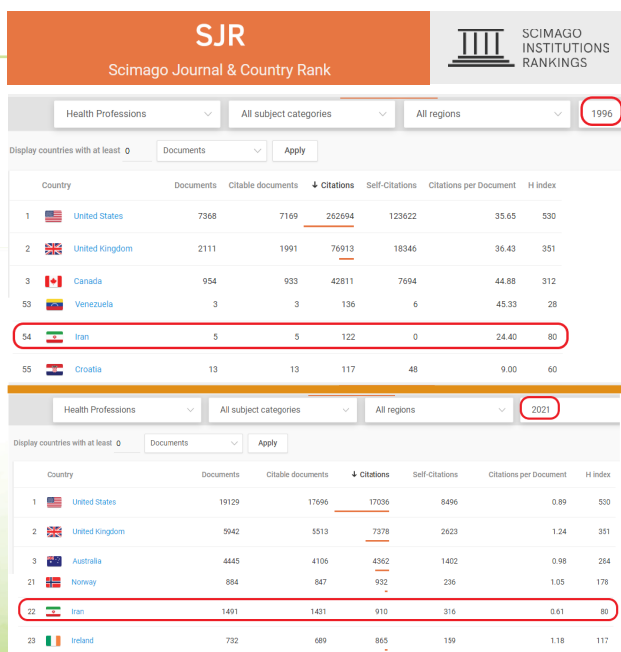 SJR
Scimago Journal & Country Rank
SCIMAGO
INSTITUTIONS
RANKINGS
Health Professions All subject categories All regions 1996
Display countries with at least 0 Documents Apply
Country Documents Citable documents ↓ Citations Self-Citations Citations per Document H index
1 United States 7368 7169 262694 123622 35.65 530
2 United Kingdom 2111 1991 76913 18346 36.43 351
3 Canada 954 933 42811 7694 44.88 312
53 Venezuela 3 3 136 6 45.33 28
54 Iran 5 5 122 0 24.40 80
55 Croatia 13 13 117 48 9.00 60
Health Professions All subject categories All regions 2021
Display countries with at least 0 Documents Apply
Country Documents Citable documents ↓ Citations Self-Citations Citations per Document H index
1 United States 19129 17696 17036 8496 0.89 530
2 United Kingdom 5942 5513 7378 2623 1.24 351
3 Australia 4445 4106 4362 1402 0.98 284
21 Norway 884 847 932 236 1.05 178
22 Iran 1491 1431 910 316 0.61 80
23 Ireland 732 689 865 159 1.18 117